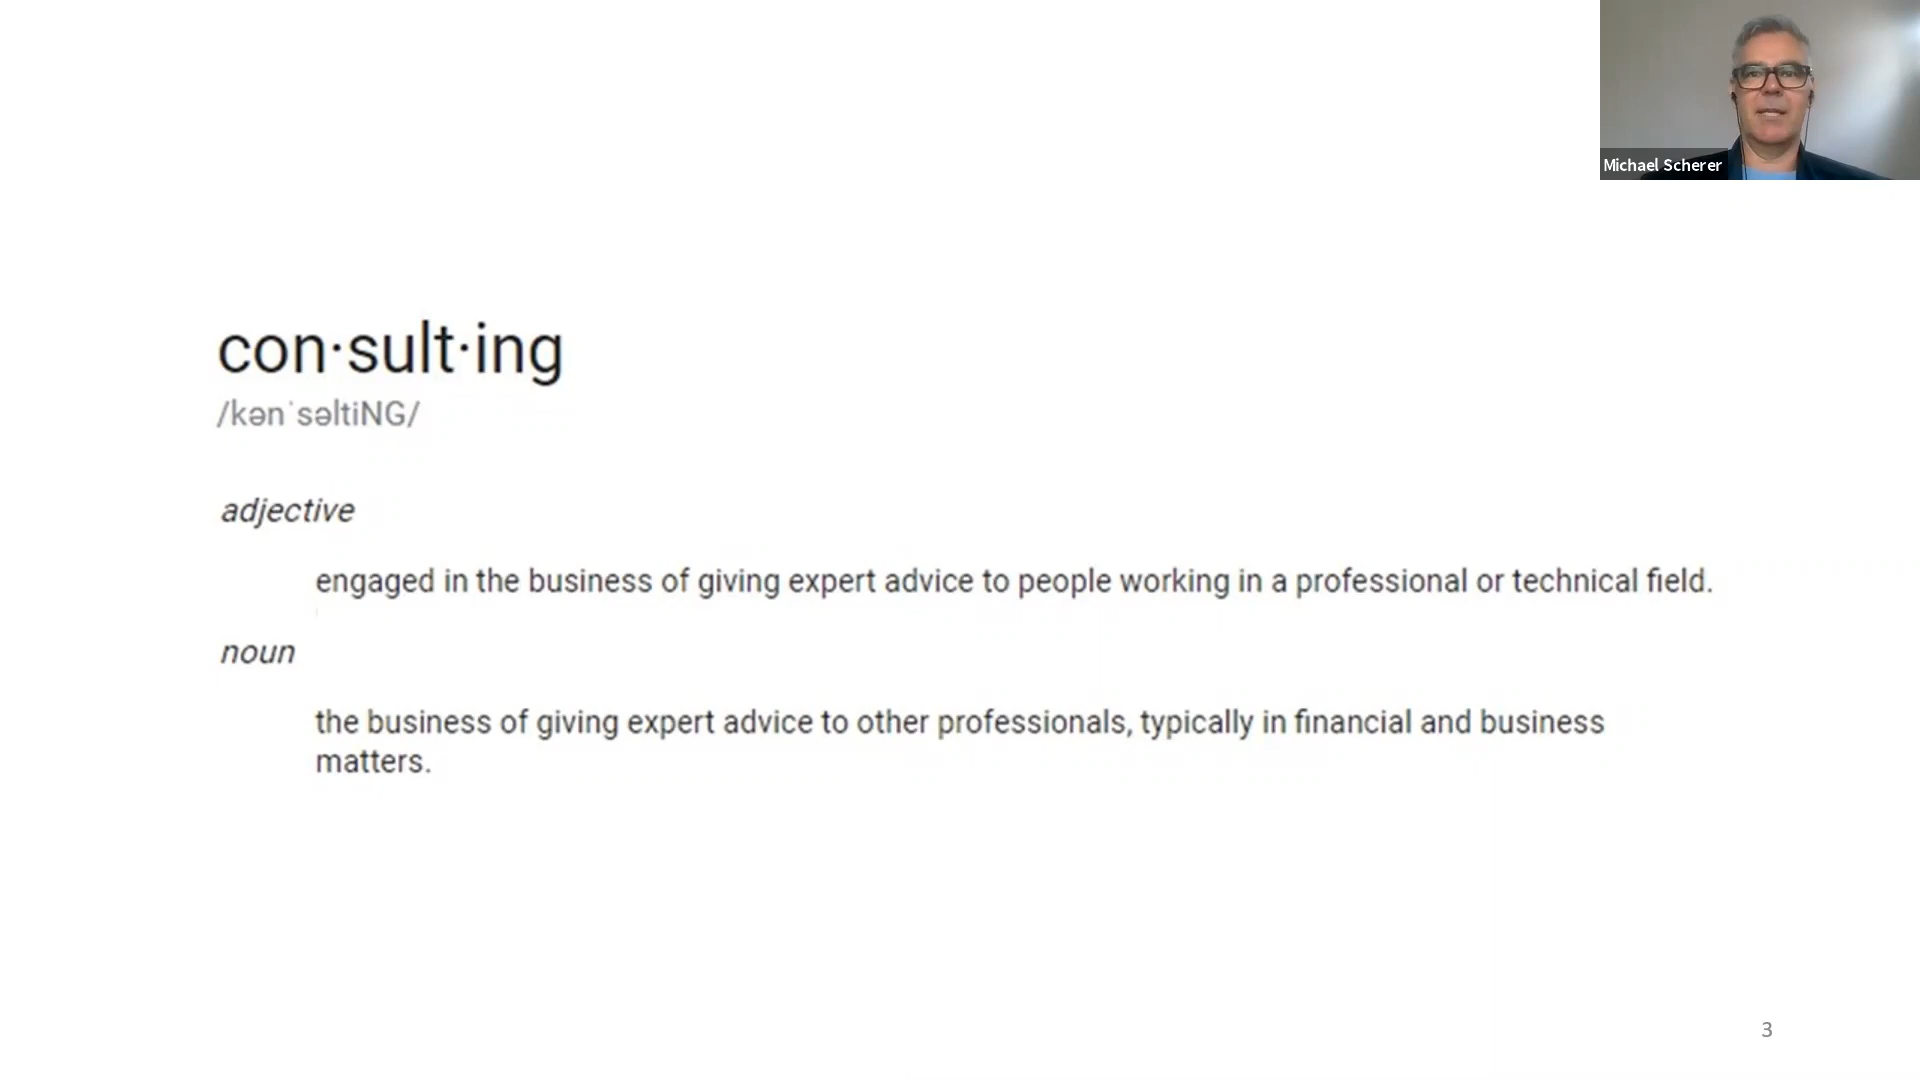 Michael Scherer
con·sult·ing
/kənˈsəltiNG/
adjective
engaged in the business of giving expert advice to people working in a professional or technical field.
noun
the business of giving expert advice to other professionals, typically in financial and business
matters.
3